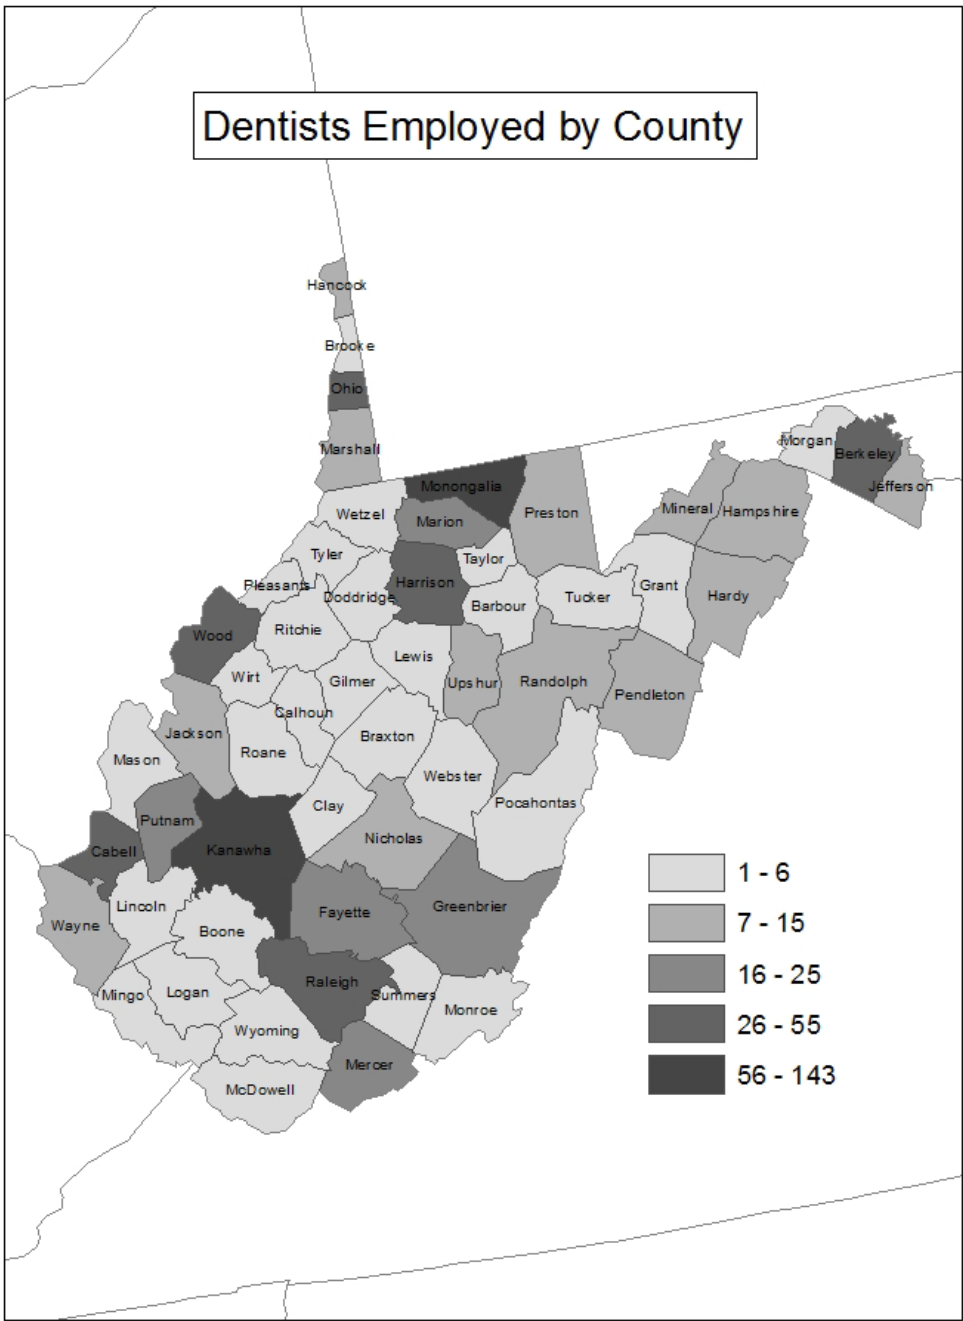 Dentists Employed by County
Hancock
Brooke
Ohio
Marshall
Morgan
Berkeley
Jefferson
Monongalia
Wetzel
Marion
Preston
Mineral
Hampshire
Tyler
Taylor
Pleasants
Doddridge
Harrison
Barbour
Tucker
Grant
Hardy
Wood
Ritchie
Lewis
Wirt
Gilmer
Upshur
Randolph
Pendleton
Calhoun
Jackson
Roane
Braxton
Mason
Webster
Clay
Pocahontas
Putnam
Nicholas
Cabell
Kanawha
Lincoln
Fayette
Greenbrier
Wayne
Boone
Mingo
Logan
Raleigh
Summers
Monroe
Wyoming
Mercer
McDowell
1 - 6
7 - 15
16 - 25
26 - 55
56 - 143